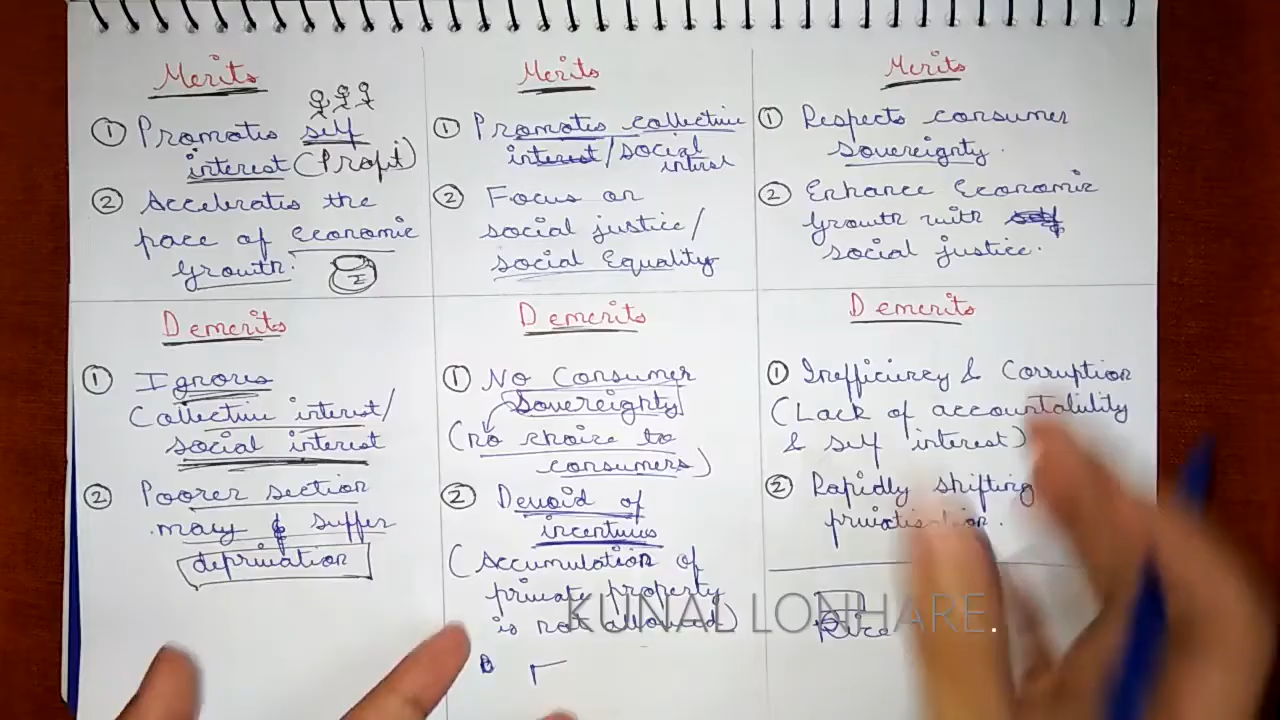 Merits
① Promotes self
interest (Profit)
② Accelerates the
pace of economic
growth.
Demerits
① Ignores
Collective interest/
social interest
② Poorer section
may suffer
deprivation
Merits
① Promotes collective
interest/social
interest
② Focus on
social justice/
social Equality
Demerits
① No Consumer
Sovereignty
(no choice to
consumers)
② Devoid of
incentives
(Accumulation of
private property
is not allowed)
Merits
① Respects consumer
sovereignty.
② Enhance Economic
growth with
social justice.
Demerits
① Inefficiency & Corruption
(Lack of accountability
& self interest)
② Rapidly shifting
privatisation.
Rice
KUNAL LONHARE.